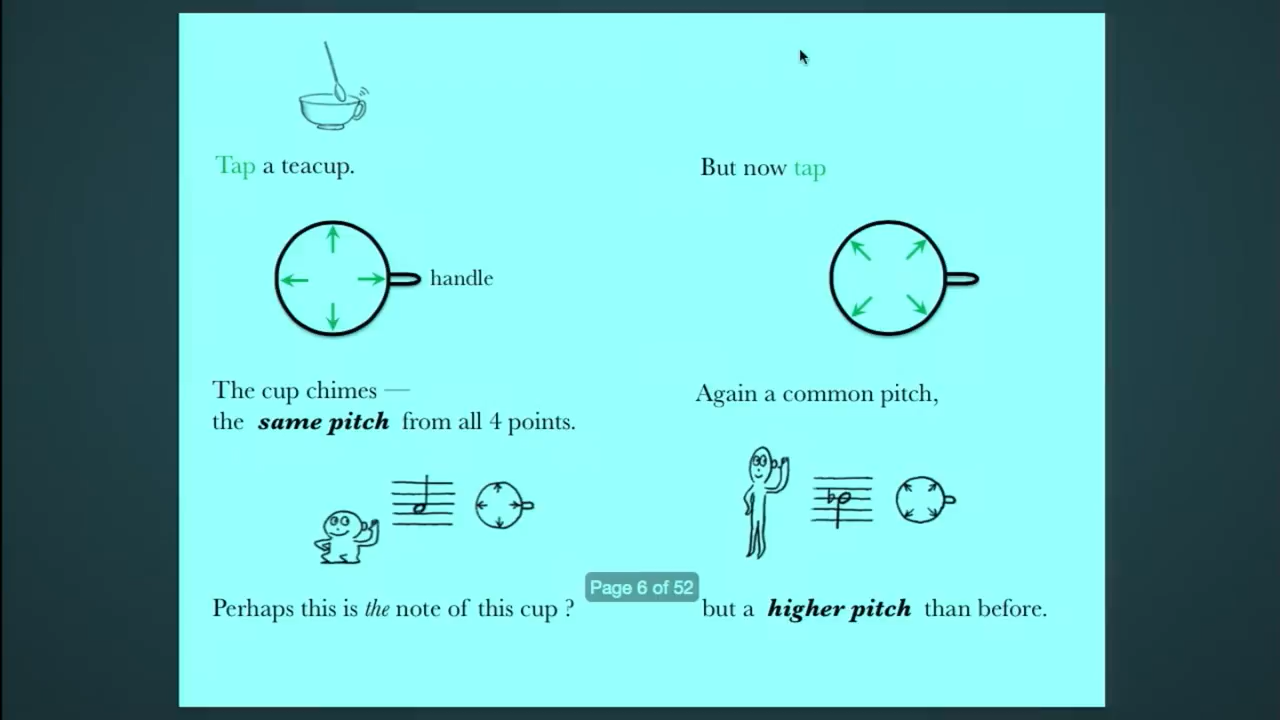 Tap a teacup.
handle
The cup chimes —
the same pitch from all 4 points.
Perhaps this is the note of this cup ?
But now tap
Again a common pitch,
but a higher pitch than before.
Page 6 of 52